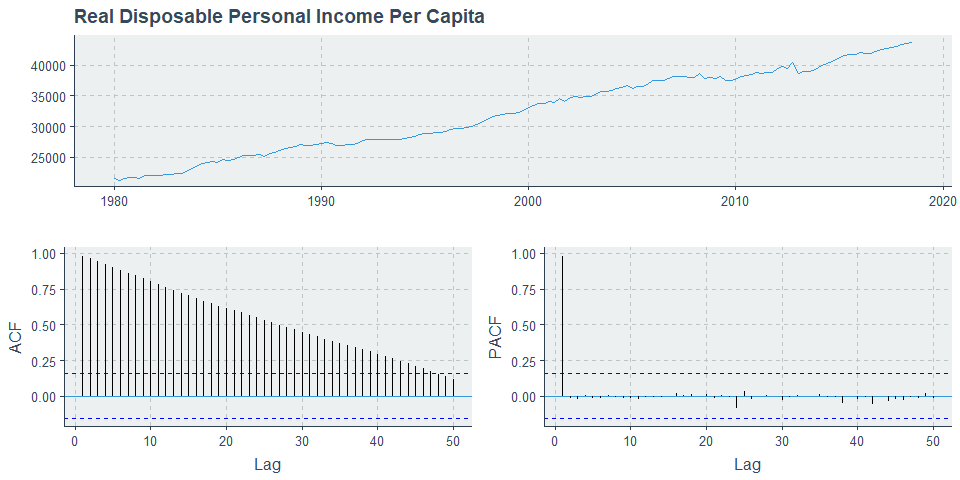 Real Disposable Personal Income Per Capita
40000
35000
30000
25000
1980 1990 2000 2010 2020
1.00
0.75
0.50
0.25
0.00
ACF
0 10 20 30 40 50
Lag
1.00
0.75
0.50
0.25
0.00
PACF
0 10 20 30 40 50
Lag